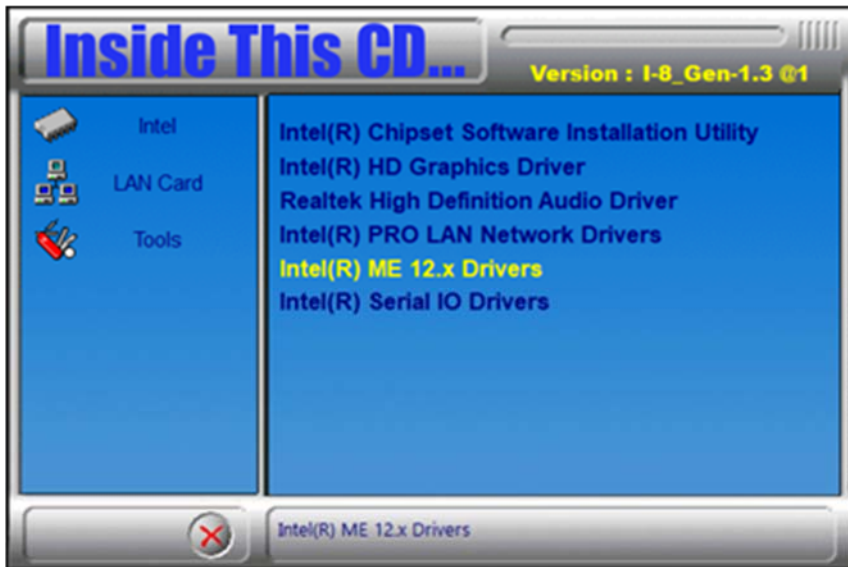 Inside This CD...
Version : I-8_Gen-1.3 @1
Intel
LAN Card
Tools
Intel(R) Chipset Software Installation Utility
Intel(R) HD Graphics Driver
Realtek High Definition Audio Driver
Intel(R) PRO LAN Network Drivers
Intel(R) ME 12.x Drivers
Intel(R) Serial IO Drivers
Intel(R) ME 12.x Drivers